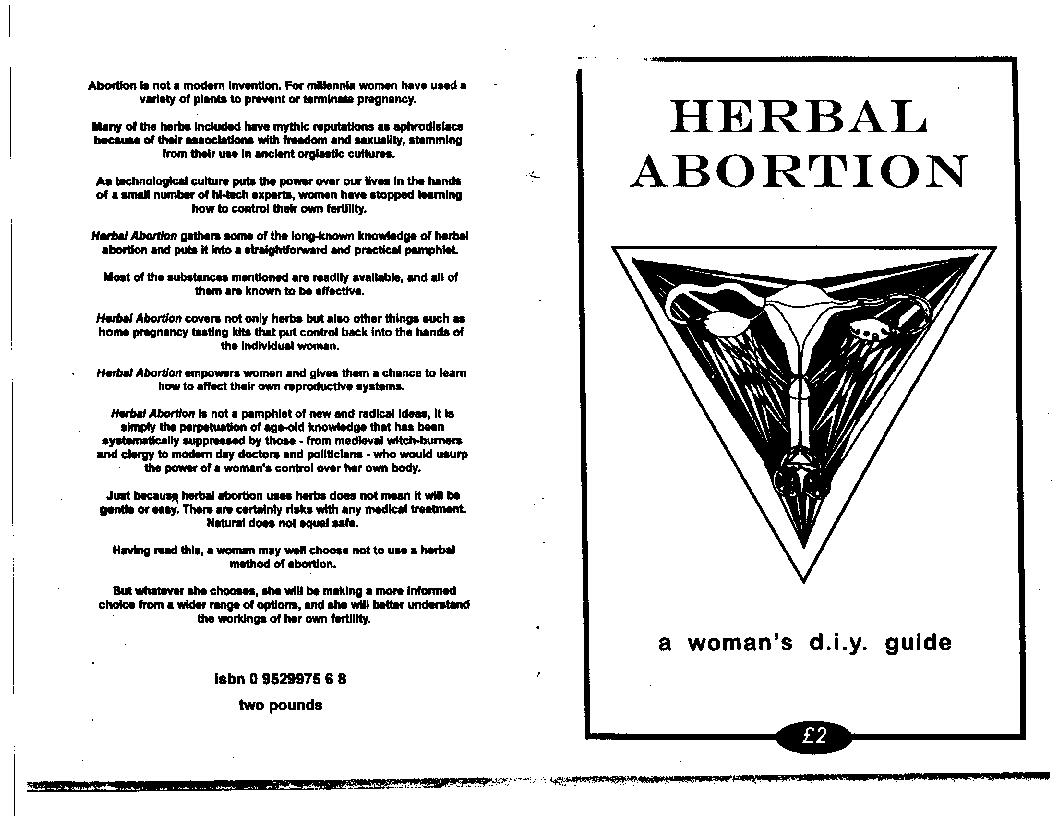 Abortion is not a modern invention. For millennia women have used a
variety of plants to prevent or terminate pregnancy.
Many of the herbs included have mythic reputations as aphrodisiacs
because of their associations with freedom and sexuality, stemming
from their use in ancient orgiastic cultures.
As technological culture puts the power over our lives in the hands
of a small number of hi-tech experts, women have stopped learning
how to control their own fertility.
Herbal Abortion gathers some of the long-known knowledge of herbal
abortion and puts it into a straightforward and practical pamphlet.
Most of the substances mentioned are readily available, and all of
them are known to be effective.
Herbal Abortion covers not only herbs but also other things such as
home pregnancy testing kits that put control back into the hands of
the individual woman.
Herbal Abortion empowers women and gives them a chance to learn
how to affect their own reproductive systems.
Herbal Abortion is not a pamphlet of new and radical ideas, it is
simply the perpetuation of age-old knowledge that has been
systematically suppressed by those - from medieval witch-burners
and clergy to modern day doctors and politicians - who would usurp
the power of a woman's control over her own body.
Just because herbal abortion uses herbs does not mean it will be
gentle or easy. There are certainly risks with any medical treatment.
Natural does not equal safe.
Having read this, a woman may well choose not to use a herbal
method of abortion.
But whatever she chooses, she will be making a more informed
choice from a wider range of options, and she will better understand
the workings of her own fertility.
isbn 0 9529975 6 8
two pounds
HERBAL
ABORTION
a woman's d.i.y. guide
£2